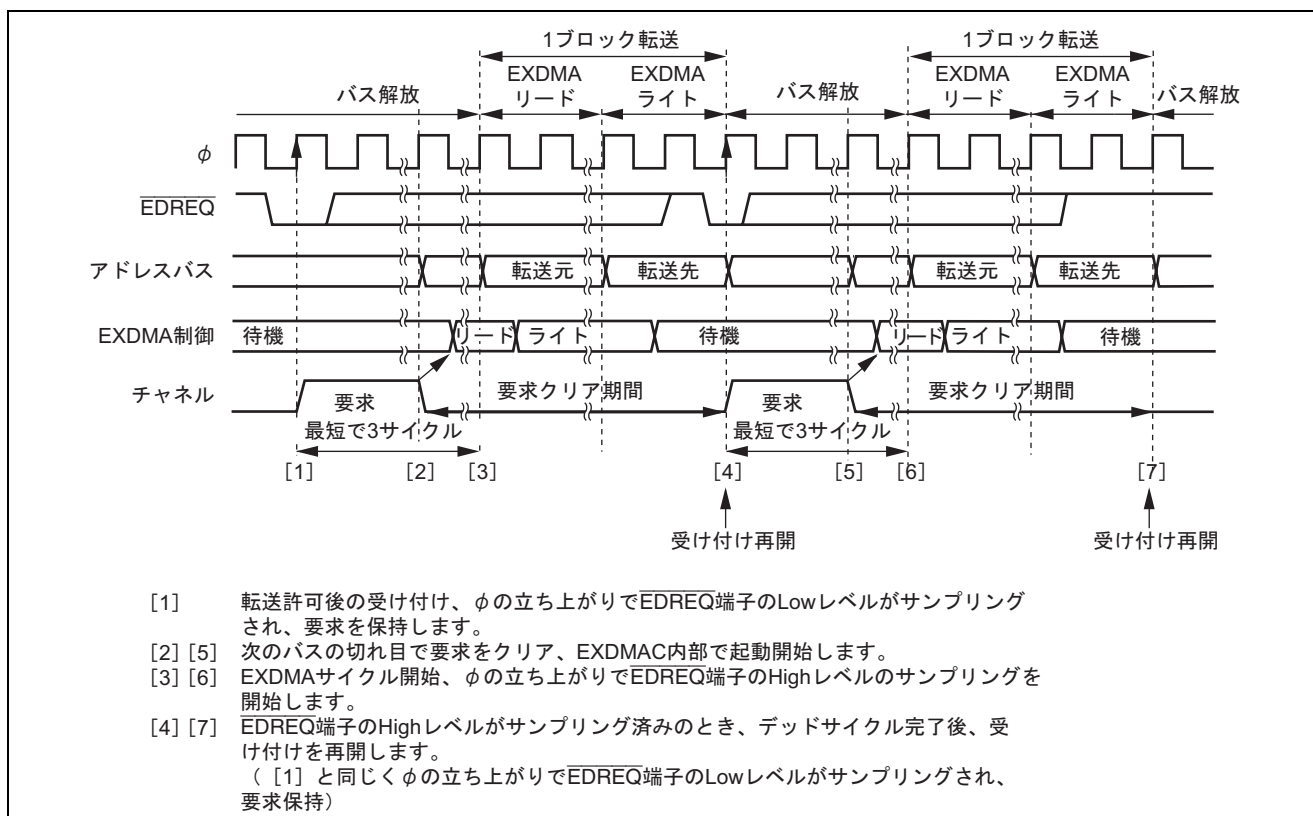 1ブロック転送 1ブロック転送
EXDMA EXDMA EXDMA EXDMA
バス解放 リード ライト バス解放 リード ライト バス解放
φ
EDREQ
アドレスバス 転送元 転送先 転送元 転送先
EXDMA制御 待機 リード ライト 待機 リード ライト 待機
チャネル 要求 要求クリア期間 要求 要求クリア期間
最短で3サイクル 最短で3サイクル
[1] [2] [3] [4] [5] [6] [7]
受け付け再開 受け付け再開
[1] 転送許可後の受け付け、φの立ち上がりでEDREQ端子のLowレベルがサンプリング
され、要求を保持します。
[2] [5] 次のバスの切れ目で要求をクリア、EXDMAC内部で起動開始します。
[3] [6] EXDMAサイクル開始、φの立ち上がりでEDREQ端子のHighレベルのサンプリングを
開始します。
[4] [7] EDREQ端子のHighレベルがサンプリング済みのとき、デッドサイクル完了後、受
け付けを再開します。
([1]と同じくφの立ち上がりでEDREQ端子のLowレベルがサンプリングされ、
要求保持)